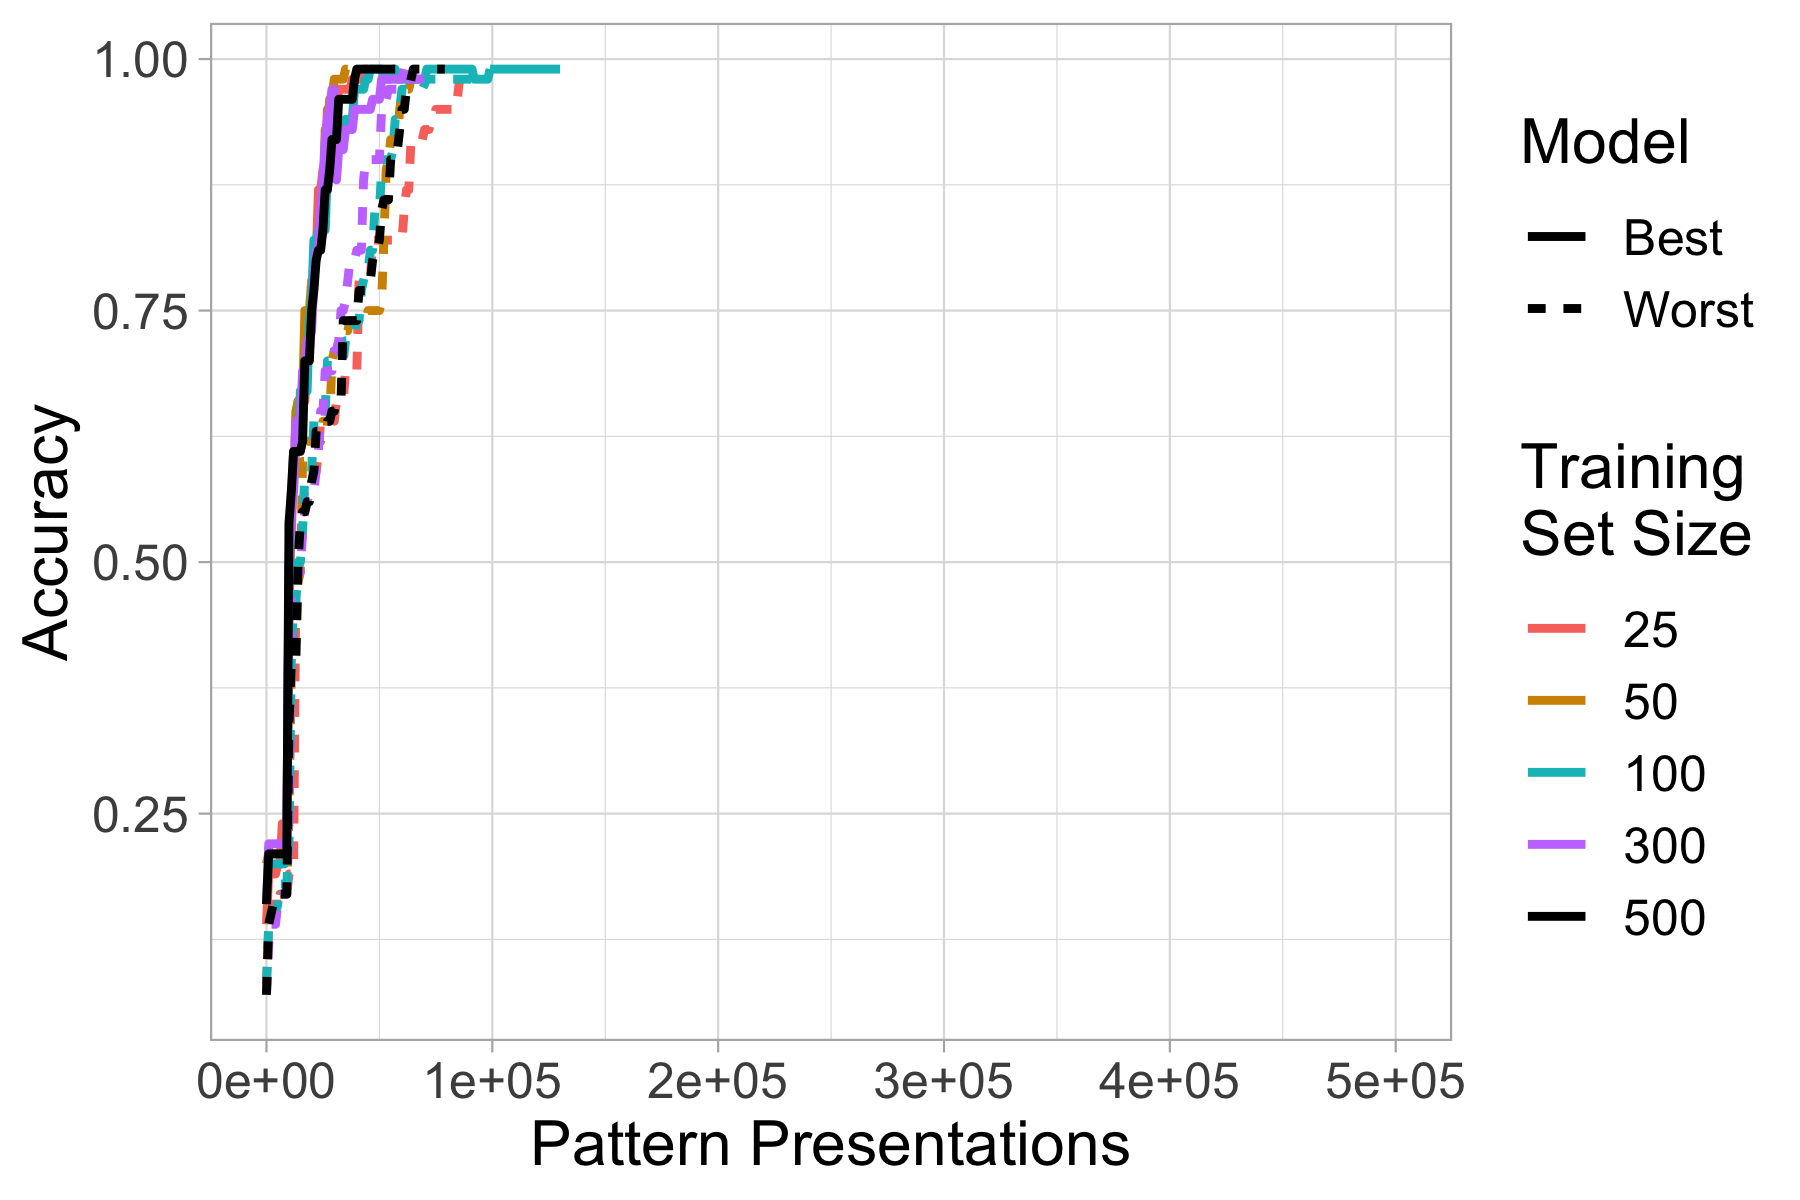 1.00
0.75
0.50
0.25
Accuracy
0e+00 1e+05 2e+05 3e+05 4e+05 5e+05
Pattern Presentations
Model
Best
Worst
Training
Set Size
25
50
100
300
500